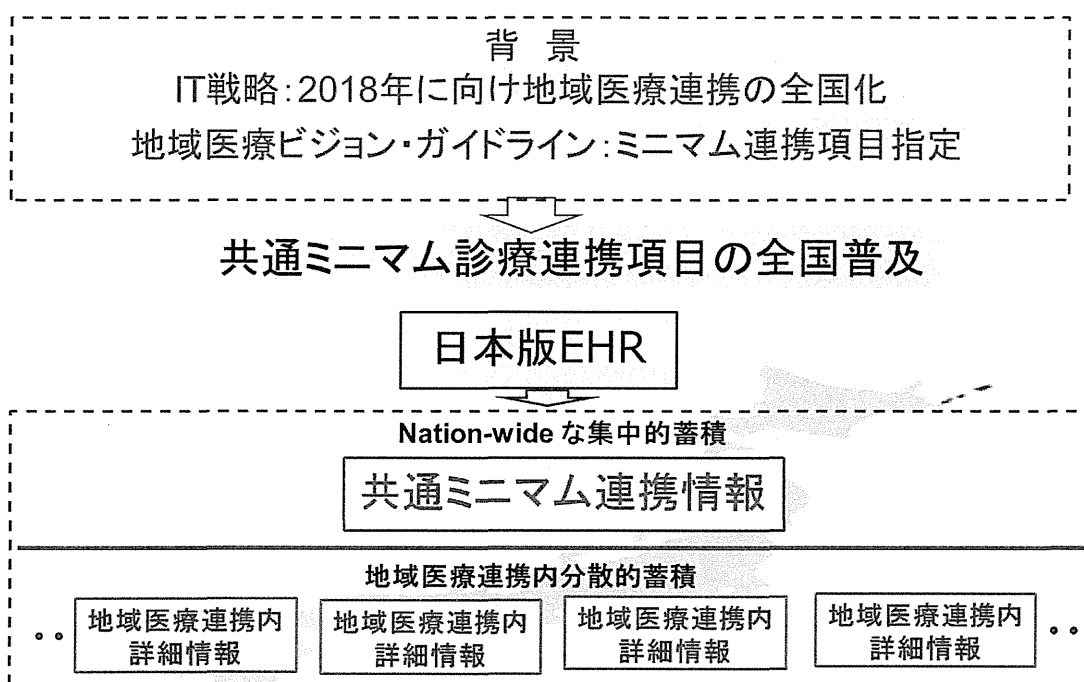 背 景
IT戦略:2018年に向け地域医療連携の全国化
地域医療ビジョン・ガイドライン:ミニマム連携項目指定
共通ミニマム診療連携項目の全国普及
日本版EHR
Nation-wide な集中的蓄積
共通ミニマム連携情報
地域医療連携内分散的蓄積
・・
地域医療連携内
詳細情報
地域医療連携内
詳細情報
地域医療連携内
詳細情報
地域医療連携内
詳細情報
・・